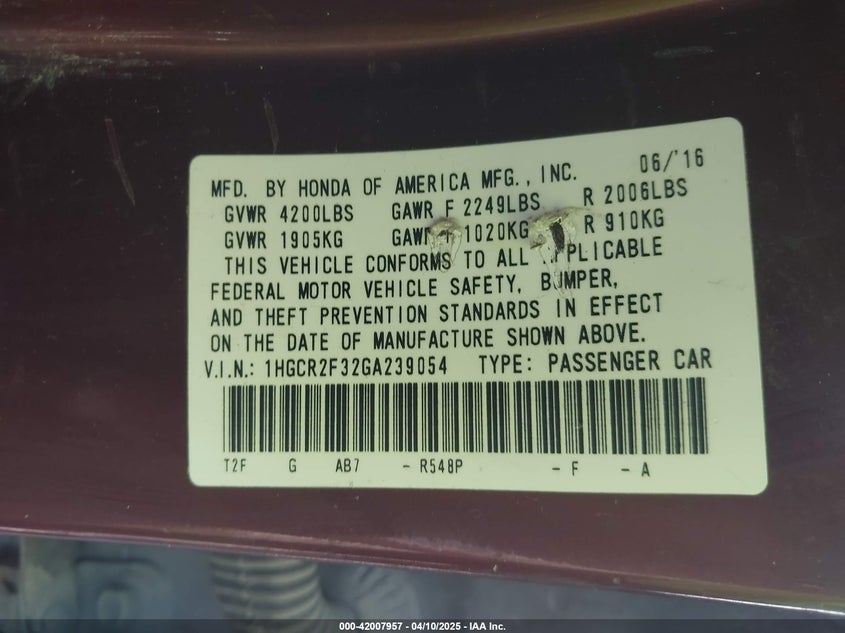 06/'16
MFD. BY HONDA OF AMERICA MFG., INC.
GVWR 4200LBS GAWR F 2249LBS R 2006LBS
GVWR 1905KG GAWR F 1020KG R 910KG
THIS VEHICLE CONFORMS TO ALL APPLICABLE
FEDERAL MOTOR VEHICLE SAFETY, BUMPER,
AND THEFT PREVENTION STANDARDS IN EFFECT
ON THE DATE OF MANUFACTURE SHOWN ABOVE.
V.I.N.: 1HGCR2F32GA239054 TYPE: PASSENGER CAR
T2F G AB7 - R548P - F - A
000-42007957 - 04/10/2025 - IAA Inc.